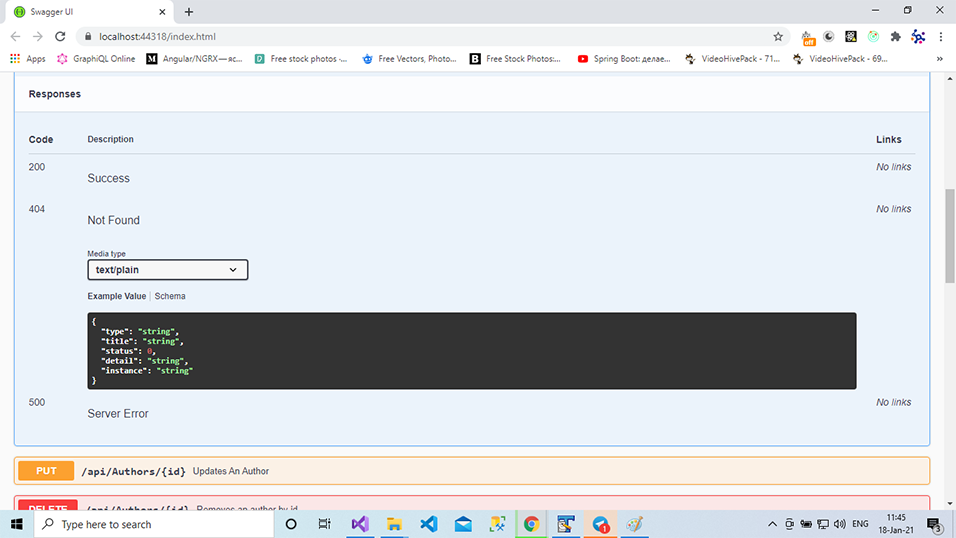 Swagger UI
localhost:44318/index.html
off
Apps GraphiQL Online Angular/NGRX — яс... Free stock photos ·... Free Vectors, Photo... Free Stock Photos:... Spring Boot: делае... VideoHivePack - 71... VideoHivePack - 69... »
Responses
Code Description Links
200 No links
Success
404 No links
Not Found
Media type
text/plain
Example Value Schema
{
"type": "string",
"title": "string",
"status": 0,
"detail": "string",
"instance": "string"
}
500 No links
Server Error
PUT /api/Authors/{id} Updates An Author
DELETE /api/Authors/{id} Removes an author by id
Type here to search
1
ENG
11:45
18-Jan-21
3